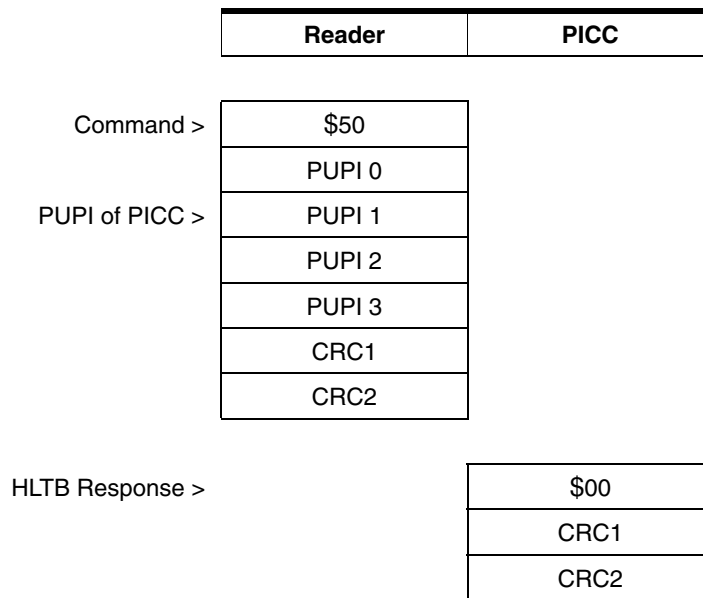 Reader PICC
Command > $50
PUPI 0
PUPI of PICC > PUPI 1
PUPI 2
PUPI 3
CRC1
CRC2
HLTB Response > $00
CRC1
CRC2